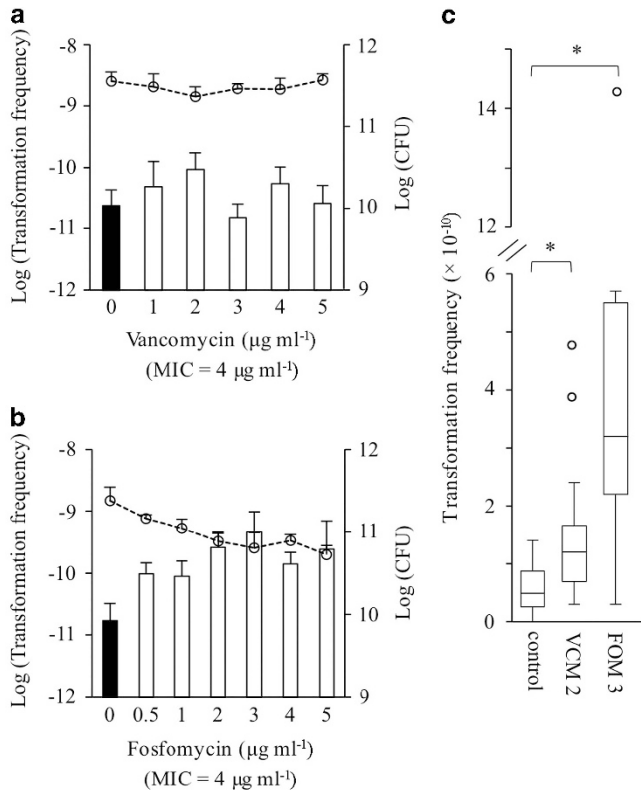 a
-8
-9
-10
-11
-12
Log (Transformation frequency)
12
11
10
9
Log (CFU)
0 1 2 3 4 5
Vancomycin (μg ml-1)
(MIC = 4 μg ml-1)
b
-8
-9
-10
-11
-12
Log (Transformation frequency)
12
11
10
9
Log (CFU)
0 0.5 1 2 3 4 5
Fosfomycin (μg ml-1)
(MIC = 4 μg ml-1)
c
*
14
12
*
6
4
2
0
Transformation frequency (× 10-10)
control
VCM 2
FOM 3